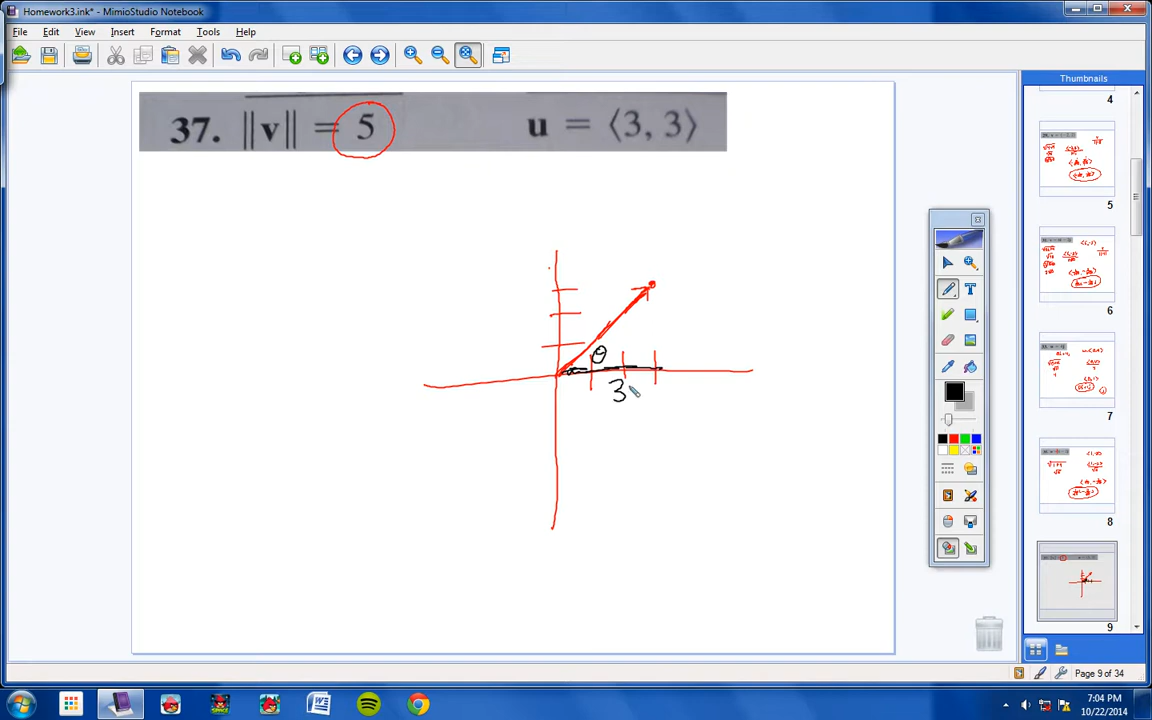 Homework3.ink* - MimioStudio Notebook
File Edit View Insert Format Tools Help
37. ||v|| = 5 u = ⟨3, 3⟩
θ
3
Thumbnails
4
5
6
7
8
9
T
Page 9 of 34
7:04 PM
10/22/2014